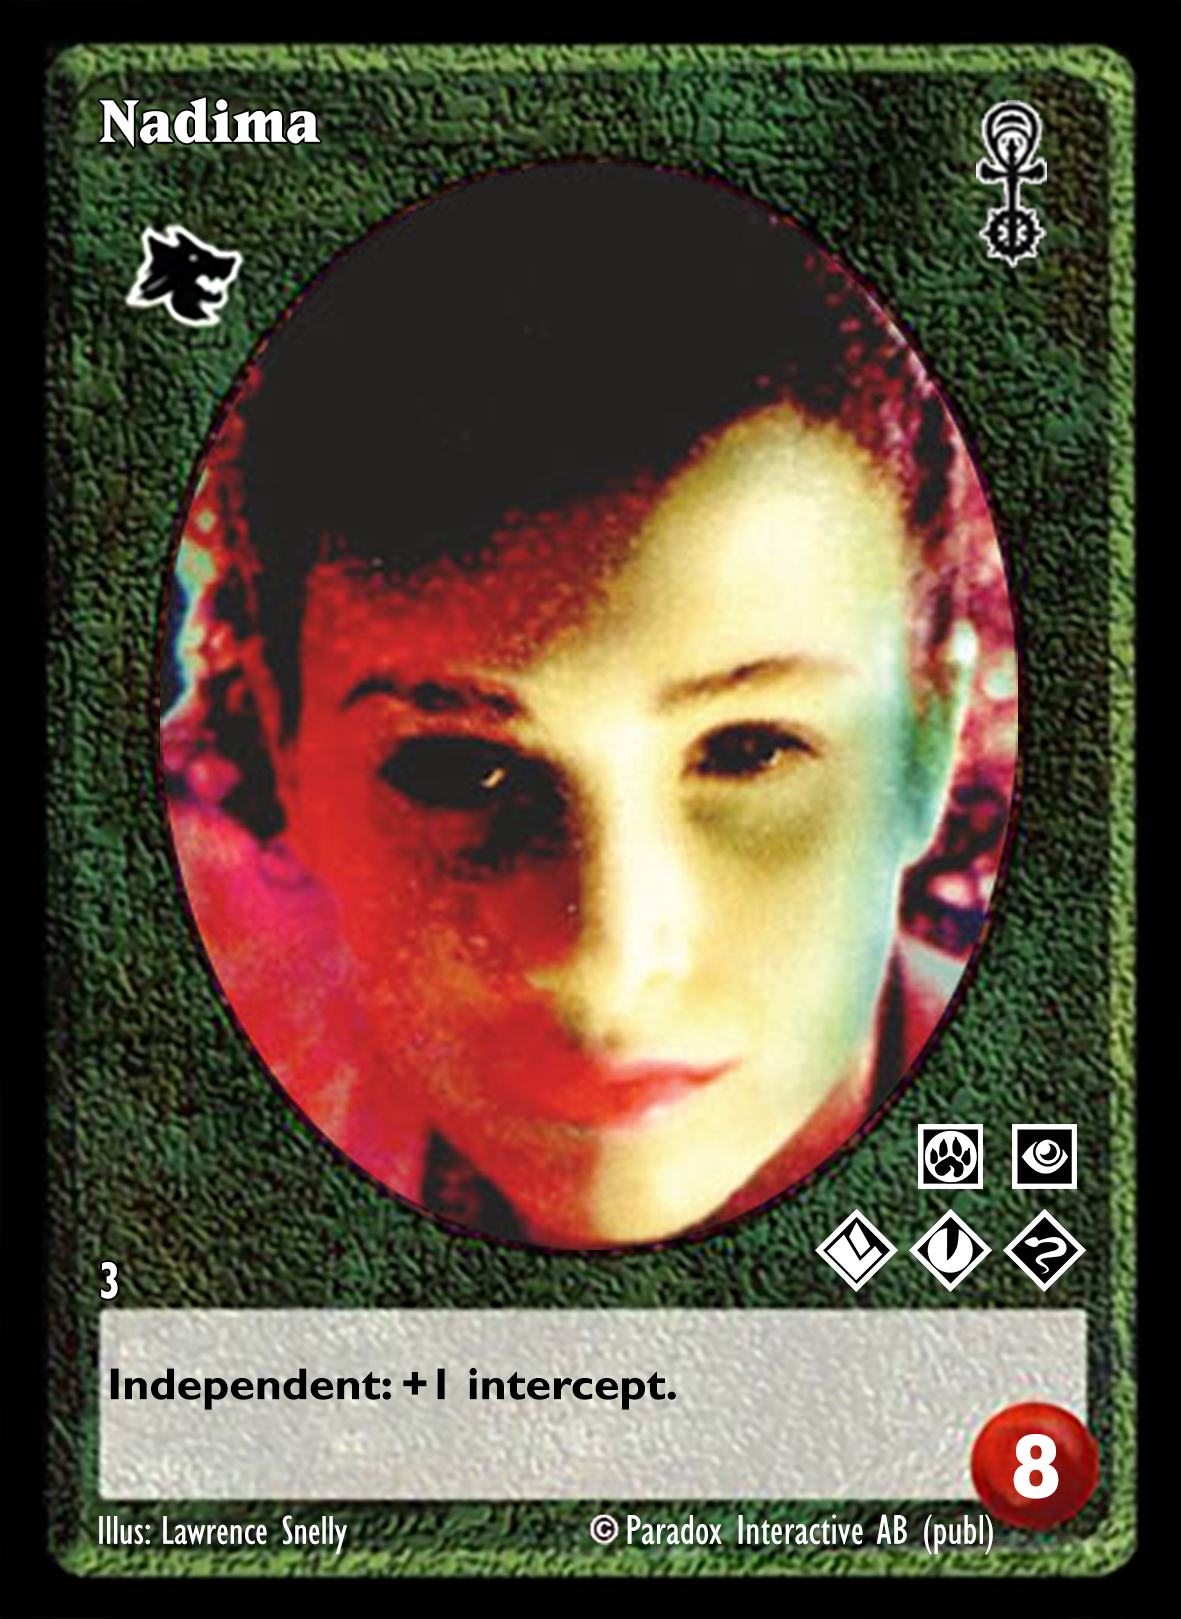 Nadima
3
Independent: +1 intercept.
8
Illus: Lawrence Snelly
© Paradox Interactive AB (publ)